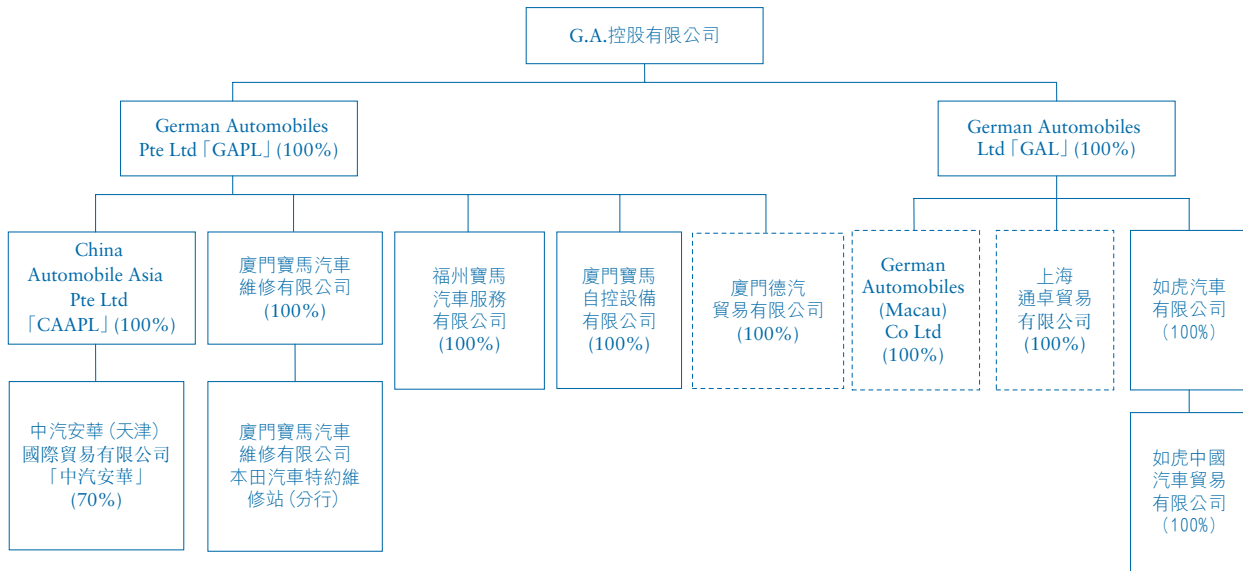 G.A.控股有限公司
German Automobiles
Pte Ltd「GAPL」(100%)
German Automobiles
Ltd「GAL」(100%)
China
Automobile Asia
Pte Ltd
「CAAPL」(100%)
廈門寶馬汽車
維修有限公司
(100%)
福州寶馬
汽車服務
有限公司
(100%)
廈門寶馬
自控設備
有限公司
(100%)
廈門德汽
貿易有限公司
(100%)
German
Automobiles
(Macau)
Co Ltd
(100%)
上海
通卓貿易
有限公司
(100%)
如虎汽車
有限公司
(100%)
中汽安華(天津)
國際貿易有限公司
「中汽安華」
(70%)
廈門寶馬汽車
維修有限公司
本田汽車特約維
修站(分行)
如虎中國
汽車貿易
有限公司
(100%)